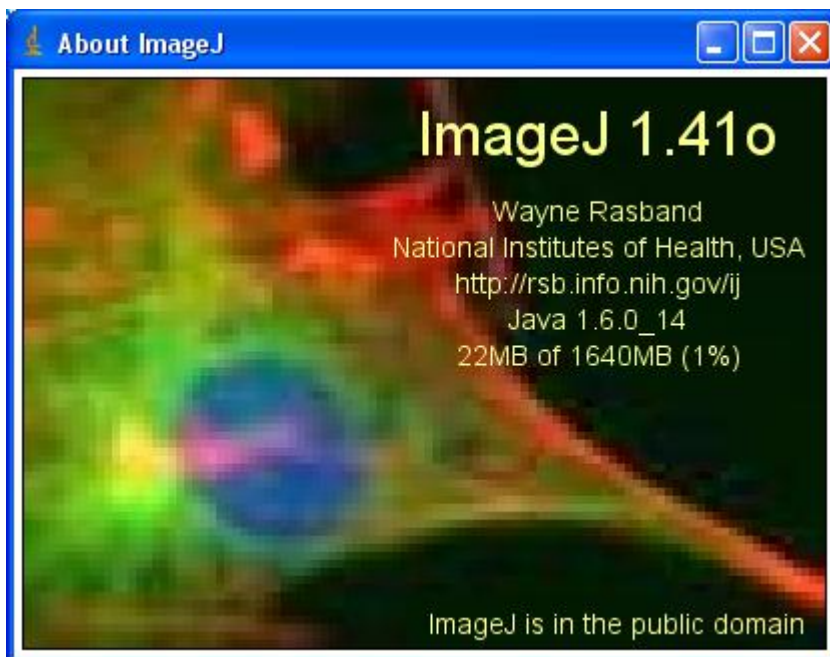 About ImageJ
ImageJ 1.41o
Wayne Rasband
National Institutes of Health, USA
http://rsb.info.nih.gov/ij
Java 1.6.0_14
22MB of 1640MB (1%)
ImageJ is in the public domain